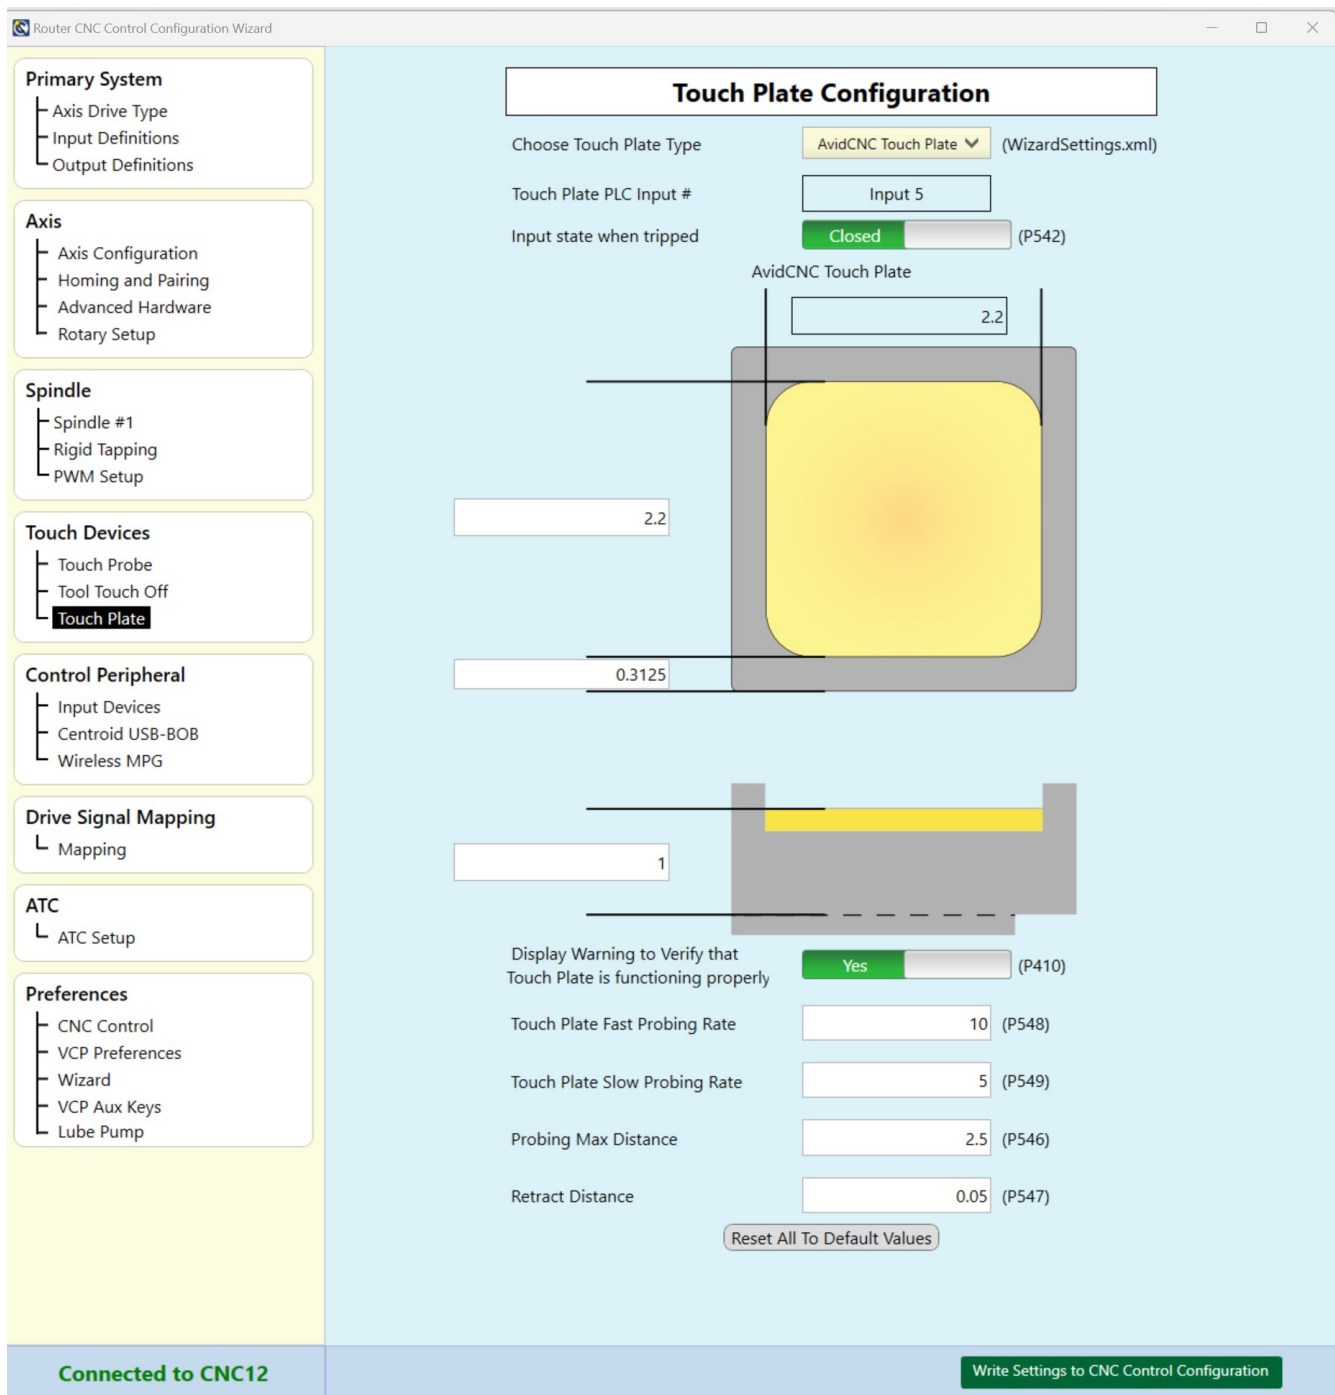 Router CNC Control Configuration Wizard
Primary System
Axis Drive Type
Input Definitions
Output Definitions
Axis
Axis Configuration
Homing and Pairing
Advanced Hardware
Rotary Setup
Spindle
Spindle #1
Rigid Tapping
PWM Setup
Touch Devices
Touch Probe
Tool Touch Off
Touch Plate
Control Peripheral
Input Devices
Centroid USB-BOB
Wireless MPG
Drive Signal Mapping
Mapping
ATC
ATC Setup
Preferences
CNC Control
VCP Preferences
Wizard
VCP Aux Keys
Lube Pump
Connected to CNC12
Touch Plate Configuration
Choose Touch Plate Type AvidCNC Touch Plate (WizardSettings.xml)
Touch Plate PLC Input # Input 5
Input state when tripped Closed (P542)
AvidCNC Touch Plate
2.2
2.2
0.3125
1
Display Warning to Verify that
Touch Plate is functioning properly Yes (P410)
Touch Plate Fast Probing Rate 10 (P548)
Touch Plate Slow Probing Rate 5 (P549)
Probing Max Distance 2.5 (P546)
Retract Distance 0.05 (P547)
Reset All To Default Values
Write Settings to CNC Control Configuration